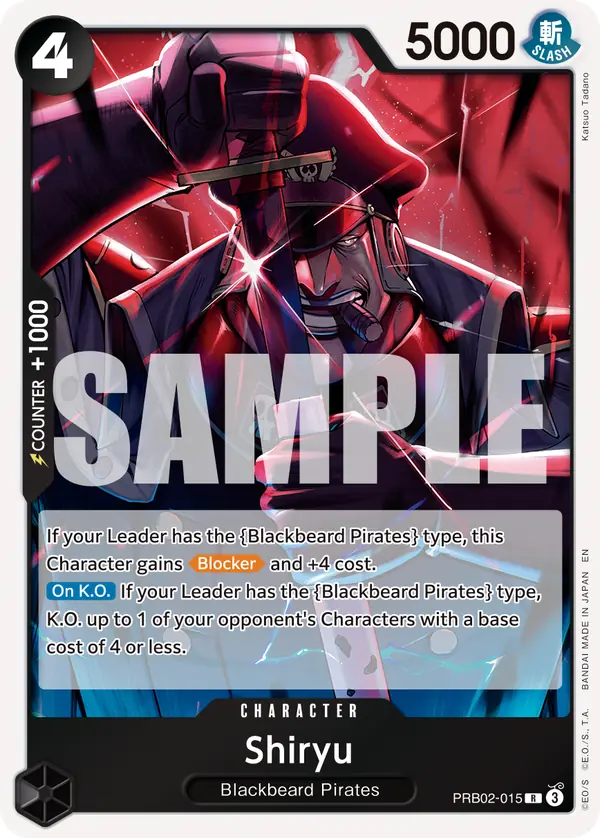 4
5000
斬
SLASH
Katsuo Tadano
COUNTER +1000
SAMPLE
If your Leader has the {Blackbeard Pirates} type, this
Character gains Blocker and +4 cost.
On K.O. If your Leader has the {Blackbeard Pirates} type,
K.O. up to 1 of your opponent's Characters with a base
cost of 4 or less.
CHARACTER
Shiryu
Blackbeard Pirates
PRB02-015 R 3
©EO/S ©E.O./S., T.A. BANDAI MADE IN JAPAN EN